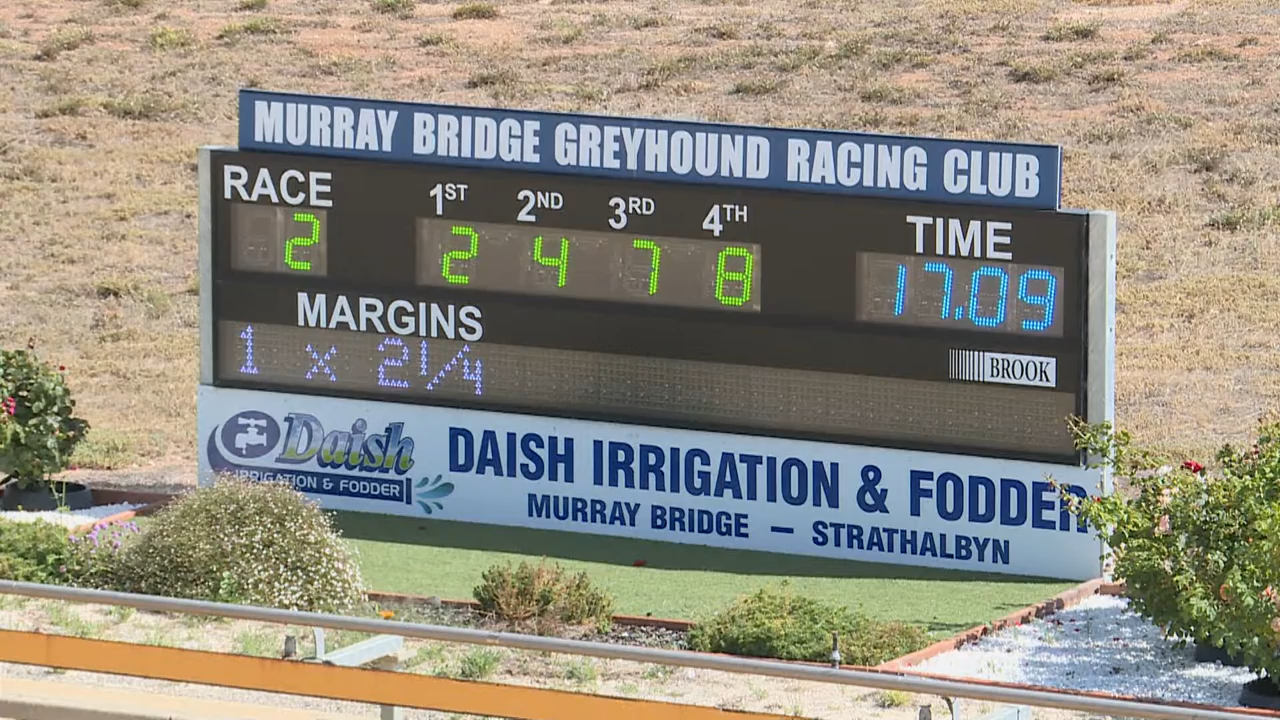 MURRAY BRIDGE GREYHOUND RACING CLUB
RACE 1ST 2ND 3RD 4TH TIME
2 2 4 7 8 17.09
MARGINS
1 x 2 1/4
BROOK
Daish
IRRIGATION & FODDER
DAISH IRRIGATION & FODDER
MURRAY BRIDGE – STRATHALBYN